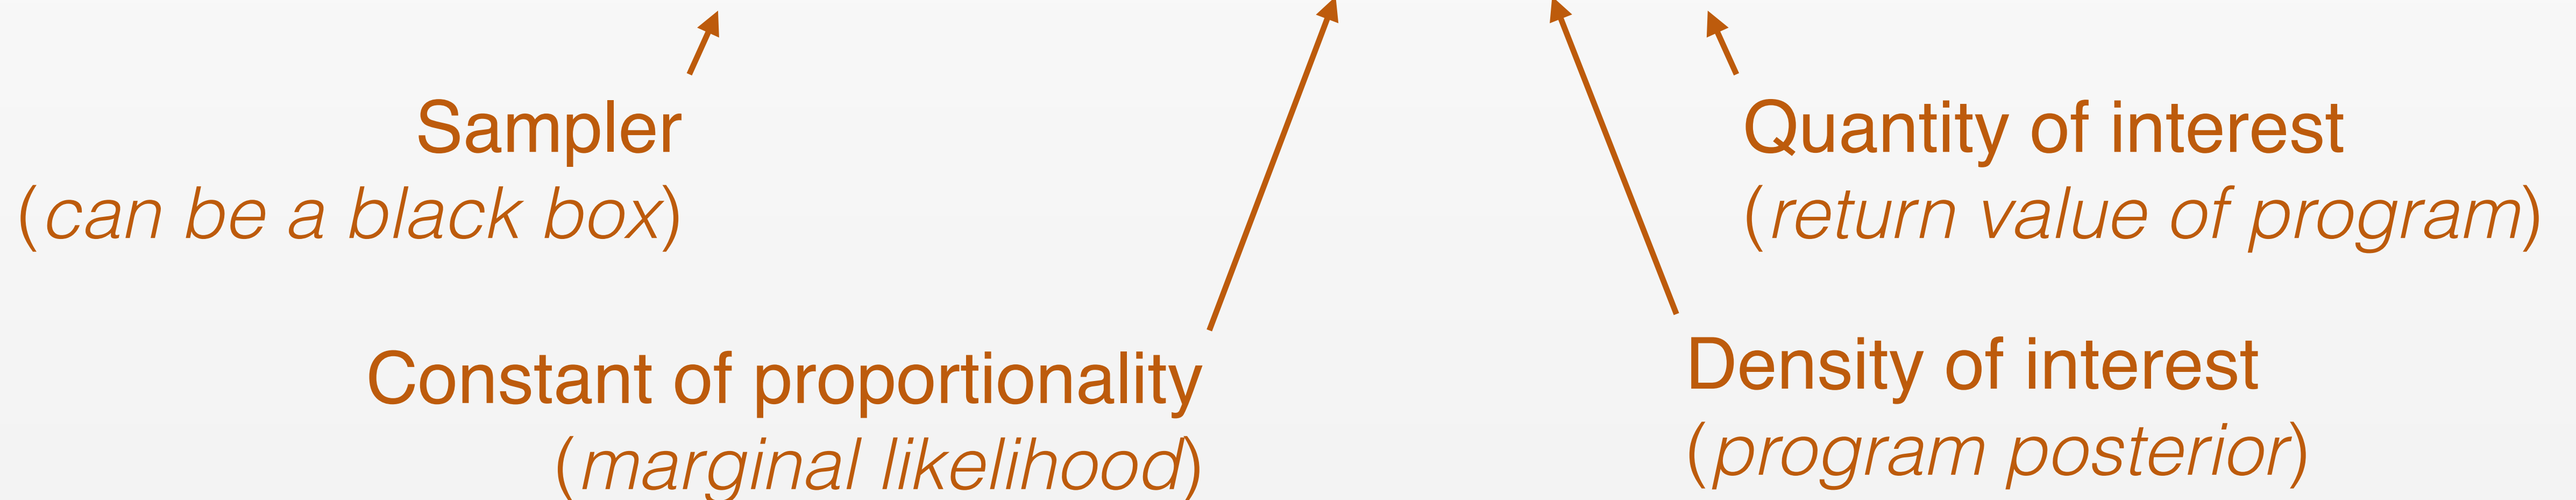 Sampler
(can be a black box)
Quantity of interest
(return value of program)
Constant of proportionality
(marginal likelihood)
Density of interest
(program posterior)